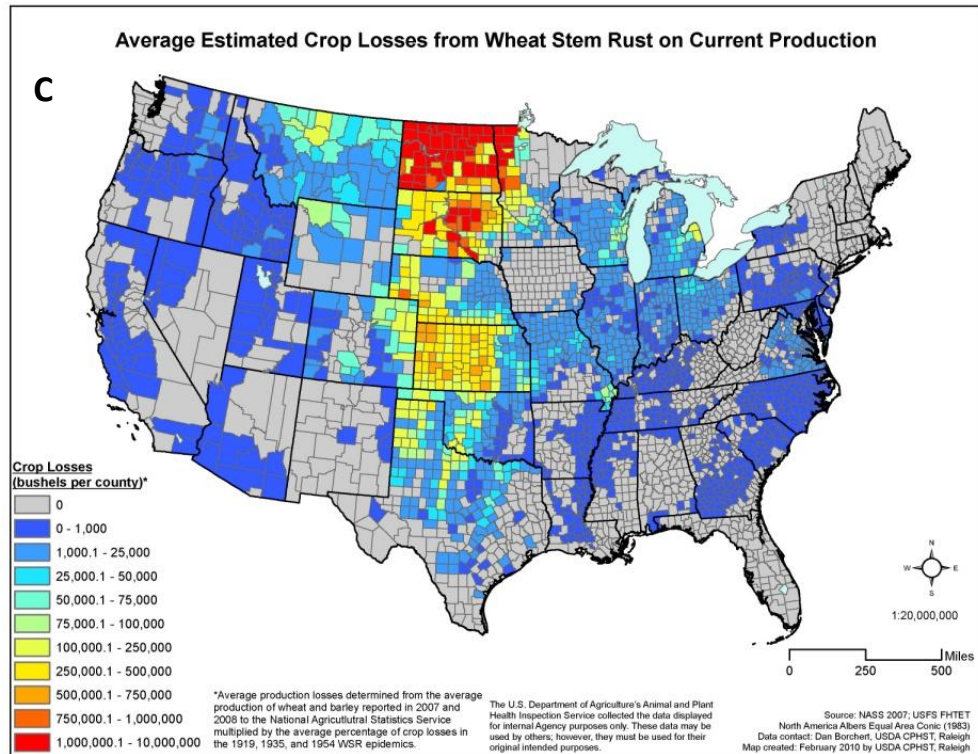 Average Estimated Crop Losses from Wheat Stem Rust on Current Production
C
Crop Losses
(bushels per county)*
0
0 - 1,000
1,000.1 - 25,000
25,000.1 - 50,000
50,000.1 - 75,000
75,000.1 - 100,000
100,000.1 - 250,000
250,000.1 - 500,000
500,000.1 - 750,000
750,000.1 - 1,000,000
1,000,000.1 - 10,000,000
*Average production losses determined from the average
production of wheat and barley reported in 2007 and
2008 to the National Agricutlutral Statistics Service
multiplied by the average percentage of crop losses in
the 1919, 1935, and 1954 WSR epidemics.
The U.S. Department of Agriculture's Animal and Plant
Health Inspection Service collected the data displayed
for internal Agency purposes only. These data may be
used by others; however, they must be used for their
original intended purposes.
N
W E
S
1:20,000,000
Miles
0 250 500
Source: NASS 2007; USFS FHTET
North America Albers Equal Area Conic (1983)
Data contact: Dan Borchert, USDA CPHST, Raleigh
Map created: February 2010 by USDA CPHST, Raleigh